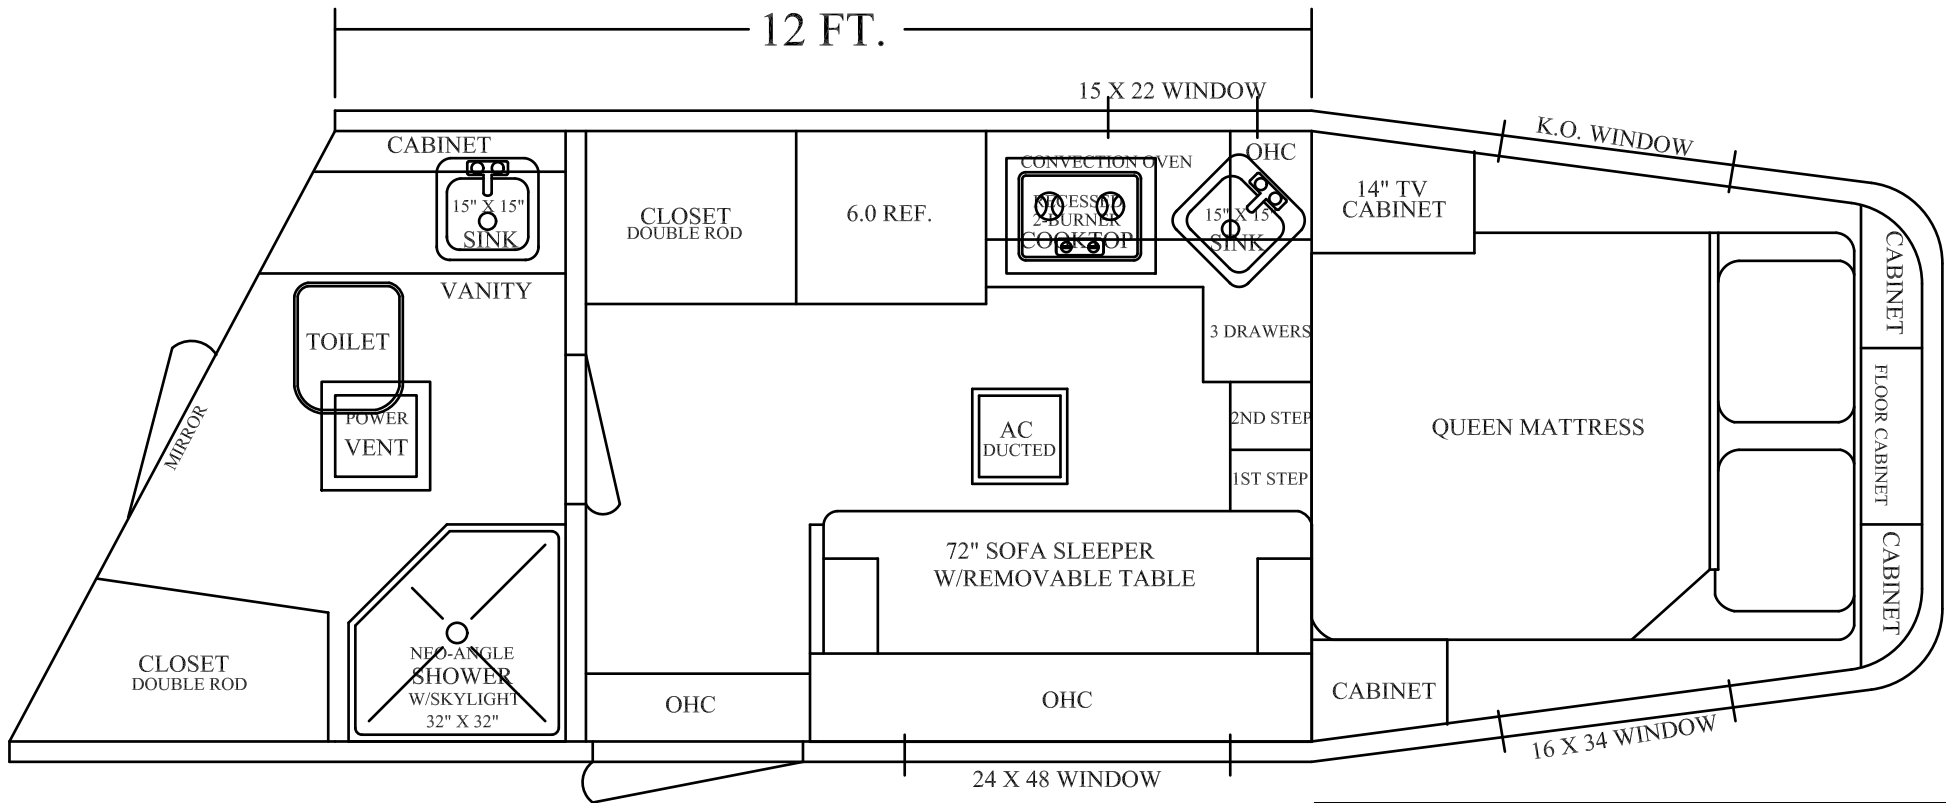 12 FT.
15 X 22 WINDOW
K.O. WINDOW
CABINET
15" X 15"
SINK
VANITY
TOILET
POWER
VENT
MIRROR
CLOSET
DOUBLE ROD
NEO-ANGLE
SHOWER
W/SKYLIGHT
32" X 32"
CLOSET
DOUBLE ROD
6.0 REF.
CONVECTION OVEN
RECESSED
2-BURNER
COOKTOP
OHC
15" X 15"
SINK
3 DRAWERS
2ND STEP
1ST STEP
AC
DUCTED
72" SOFA SLEEPER
W/REMOVABLE TABLE
OHC
OHC
24 X 48 WINDOW
14" TV
CABINET
QUEEN MATTRESS
CABINET
FLOOR CABINET
CABINET
CABINET
16 X 34 WINDOW